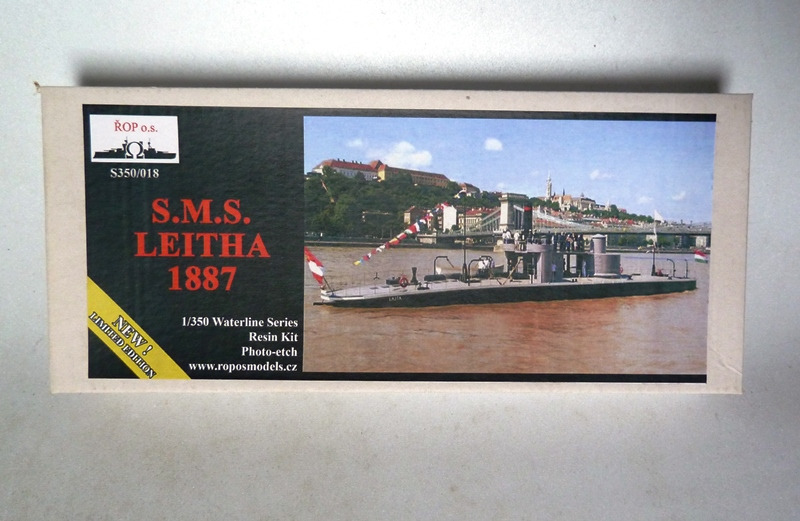 ŘOP o.s.
S350/018
S.M.S.
LEITHA
1887
NEW !
LIMITED EDITION
1/350 Waterline Series
Resin Kit
Photo-etch
www.roposmodels.cz